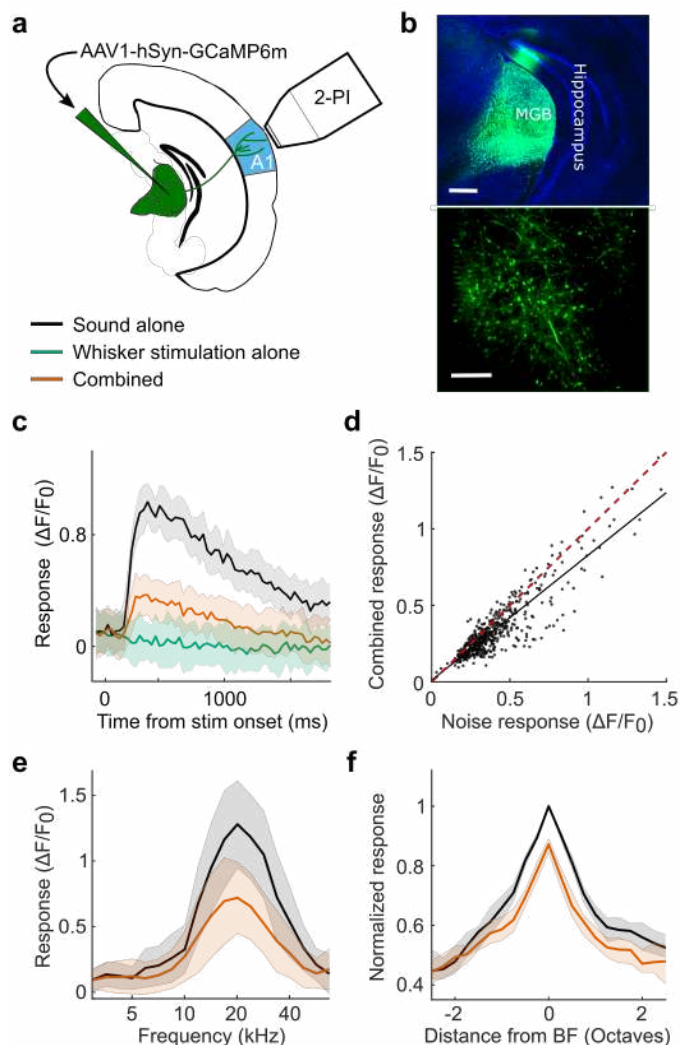 a
AAV1-hSyn-GCaMP6m
2-PI
A1
Sound alone
Whisker stimulation alone
Combined
b
MGB
Hippocampus
c
Response (ΔF/F0)
0.8
0
0
1000
Time from stim onset (ms)
d
Combined response (ΔF/F0)
1.5
1
0.5
0
0.5
1
1.5
Noise response (ΔF/F0)
e
Response (ΔF/F0)
1.5
1
0.5
0
5
10
20
40
Frequency (kHz)
f
Normalized response
1
0.8
0.6
0.4
-2
0
2
Distance from BF (Octaves)